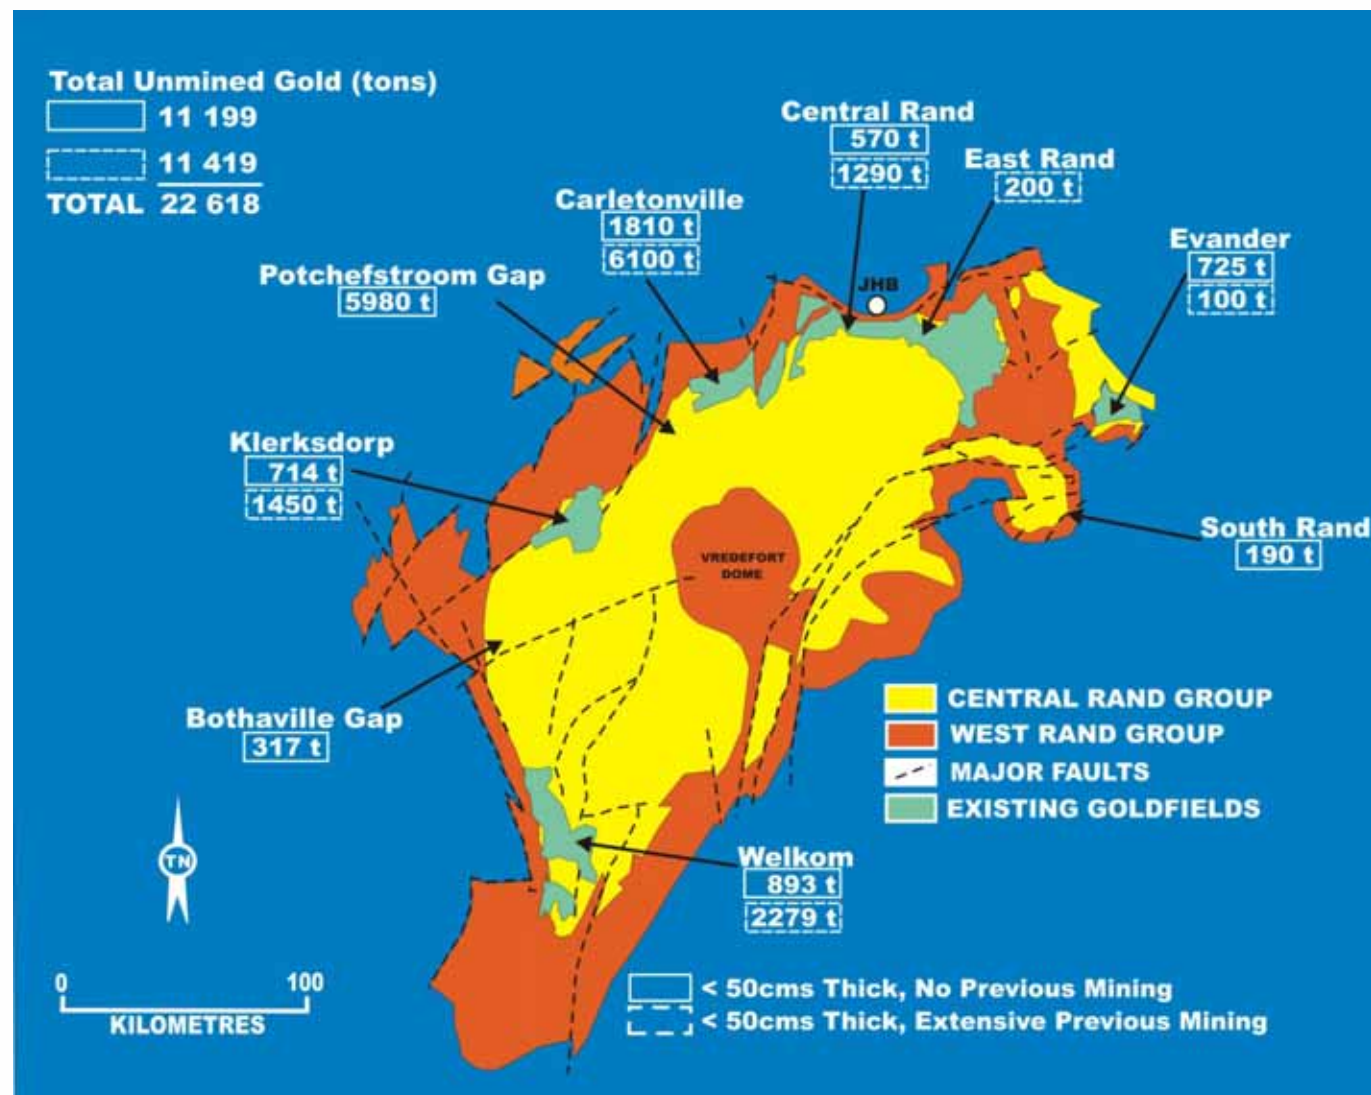 Total Unmined Gold (tons)
11 199
11 419
TOTAL 22 618
Central Rand
570 t
1290 t
East Rand
200 t
Carletonville
1810 t
6100 t
Evander
725 t
100 t
Potchefstroom Gap
5980 t
JHB
Klerksdorp
714 t
1450 t
South Rand
190 t
VREDEFORT
DOME
Bothaville Gap
317 t
CENTRAL RAND GROUP
WEST RAND GROUP
MAJOR FAULTS
EXISTING GOLDFIELDS
TN
Welkom
893 t
2279 t
0 100
KILOMETRES
< 50cms Thick, No Previous Mining
< 50cms Thick, Extensive Previous Mining